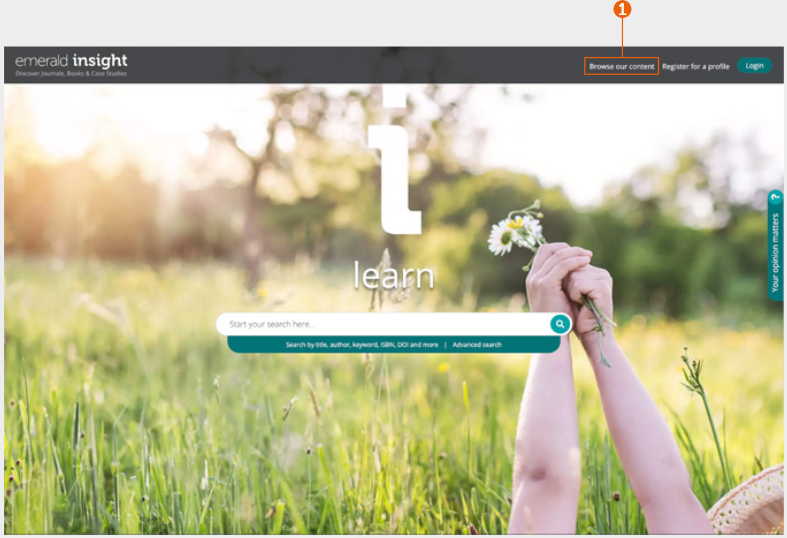 1
emerald insight
Discover Journals, Books & Case Studies
Browse our content
Register for a profile
Login
i
learn
Start your search here...
Search by title, author, keyword, ISBN, DOI and more | Advanced search
Your opinion matters ?